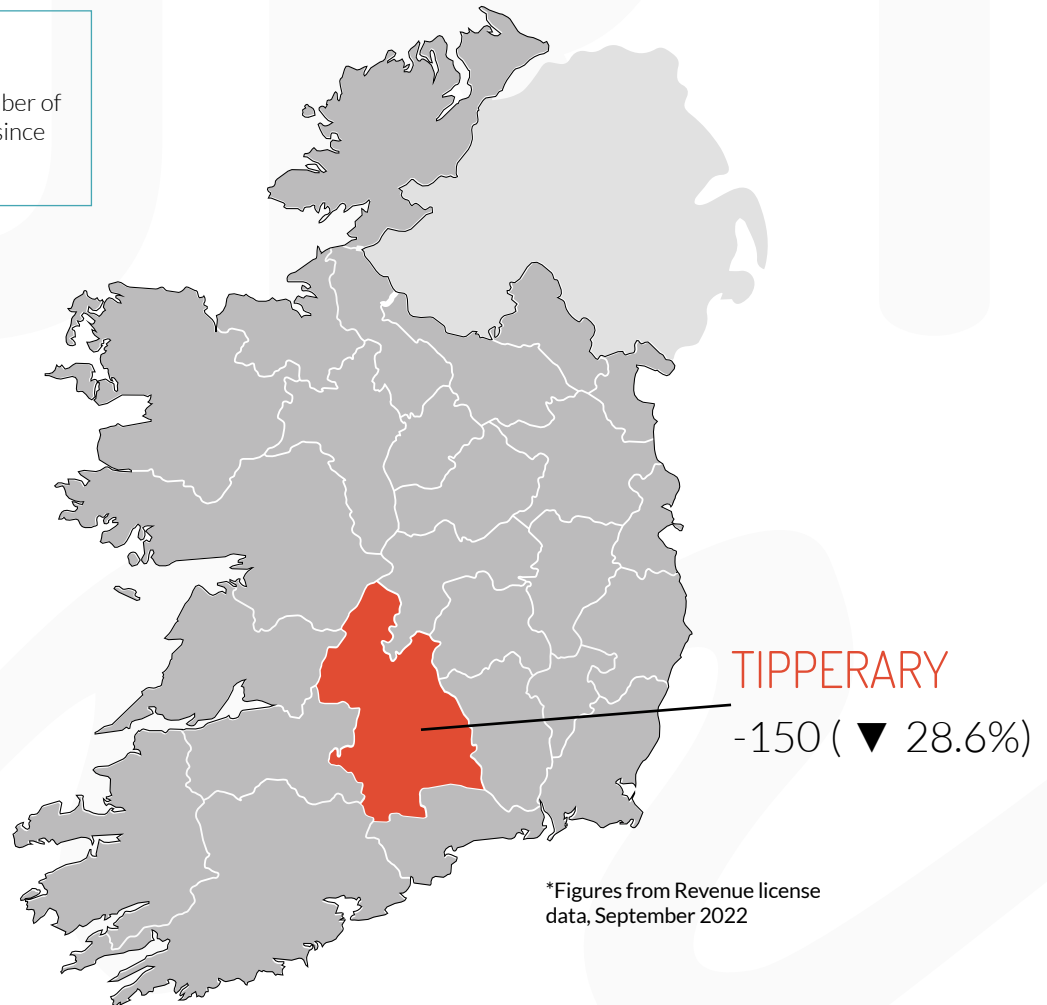 ber of
since
TIPPERARY
-150 ( ▼ 28.6%)
*Figures from Revenue license
data, September 2022